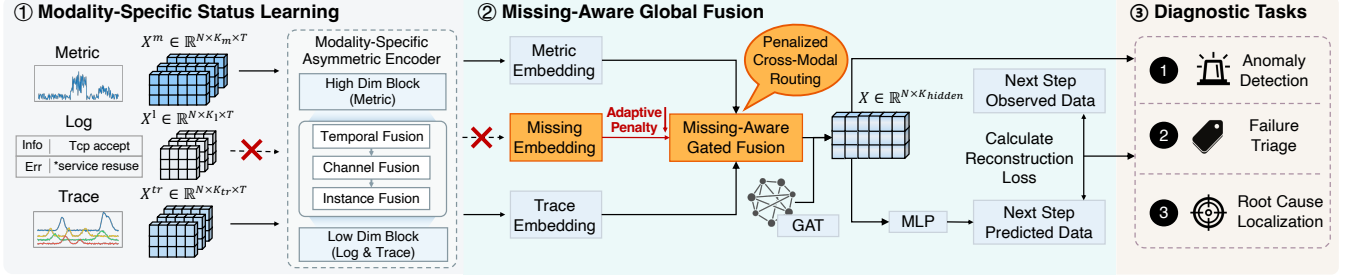 ① Modality-Specific Status Learning
Metric
X^m ∈ ℝ^{N×K_m×T}
Log
X^l ∈ ℝ^{N×K_l×T}
Info Tcp accept
Err *service resuse
Trace
X^{tr} ∈ ℝ^{N×K_{tr}×T}
Modality-Specific
Asymmetric Encoder
High Dim Block
(Metric)
Temporal Fusion
Channel Fusion
Instance Fusion
Low Dim Block
(Log & Trace)
② Missing-Aware Global Fusion
Metric
Embedding
Missing
Embedding
Trace
Embedding
Adaptive
Penalty
Penalized
Cross-Modal
Routing
Missing-Aware
Gated Fusion
X ∈ ℝ^{N×K_{hidden}}
GAT
MLP
Next Step
Observed Data
Calculate
Reconstruction
Loss
Next Step
Predicted Data
③ Diagnostic Tasks
1 Anomaly
Detection
2 Failure
Triage
3 Root Cause
Localization